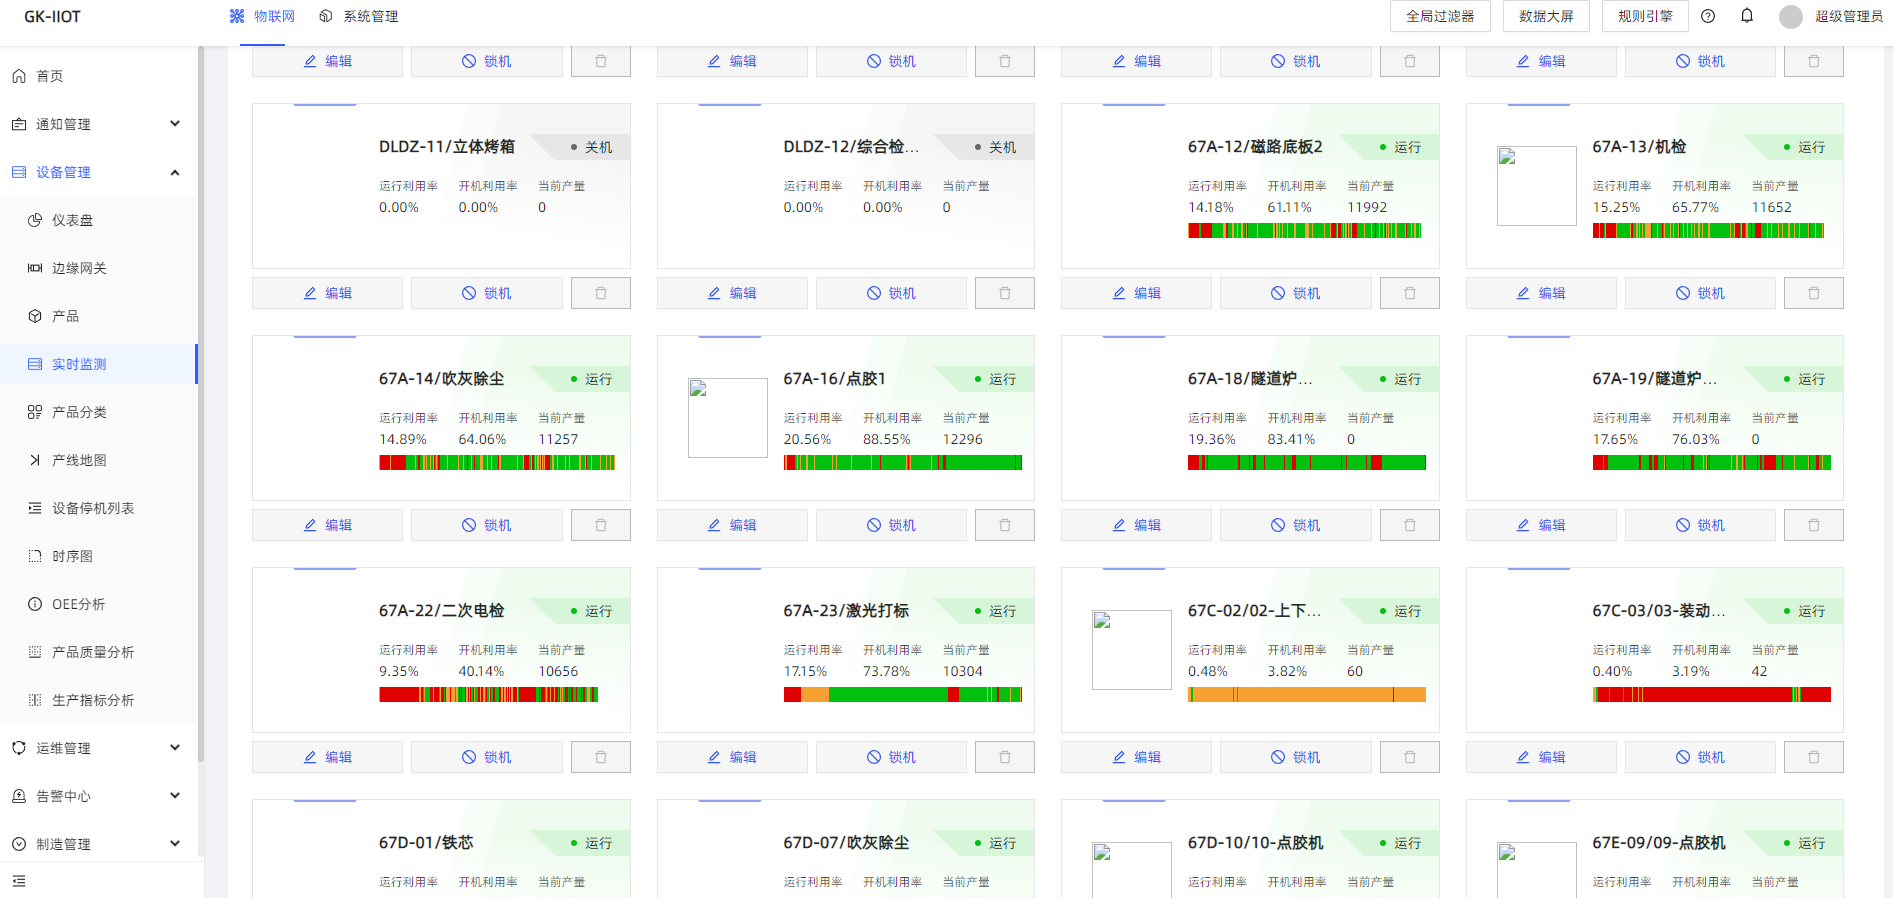 GK-IIOT
物联网
系统管理
全局过滤器
数据大屏
规则引擎
超级管理员
首页
通知管理
设备管理
仪表盘
边缘网关
产品
实时监测
产品分类
产线地图
设备停机列表
时序图
OEE分析
产品质量分析
生产指标分析
运维管理
告警中心
制造管理
编辑 锁机 编辑 锁机 编辑 锁机 编辑 锁机
DLDZ-11/立体烤箱 关机
运行利用率 开机利用率 当前产量
0.00% 0.00% 0
DLDZ-12/综合检... 关机
运行利用率 开机利用率 当前产量
0.00% 0.00% 0
67A-12/磁路底板2 运行
运行利用率 开机利用率 当前产量
14.18% 61.11% 11992
67A-13/机检 运行
运行利用率 开机利用率 当前产量
15.25% 65.77% 11652
编辑 锁机 编辑 锁机 编辑 锁机 编辑 锁机
67A-14/吹灰除尘 运行
运行利用率 开机利用率 当前产量
14.89% 64.06% 11257
67A-16/点胶1 运行
运行利用率 开机利用率 当前产量
20.56% 88.55% 12296
67A-18/隧道炉... 运行
运行利用率 开机利用率 当前产量
19.36% 83.41% 0
67A-19/隧道炉... 运行
运行利用率 开机利用率 当前产量
17.65% 76.03% 0
编辑 锁机 编辑 锁机 编辑 锁机 编辑 锁机
67A-22/二次电检 运行
运行利用率 开机利用率 当前产量
9.35% 40.14% 10656
67A-23/激光打标 运行
运行利用率 开机利用率 当前产量
17.15% 73.78% 10304
67C-02/02-上下... 运行
运行利用率 开机利用率 当前产量
0.48% 3.82% 60
67C-03/03-装动... 运行
运行利用率 开机利用率 当前产量
0.40% 3.19% 42
编辑 锁机 编辑 锁机 编辑 锁机 编辑 锁机
67D-01/铁芯 运行
运行利用率 开机利用率 当前产量
67D-07/吹灰除尘 运行
运行利用率 开机利用率 当前产量
67D-10/10-点胶机 运行
运行利用率 开机利用率 当前产量
67E-09/09-点胶机 运行
运行利用率 开机利用率 当前产量